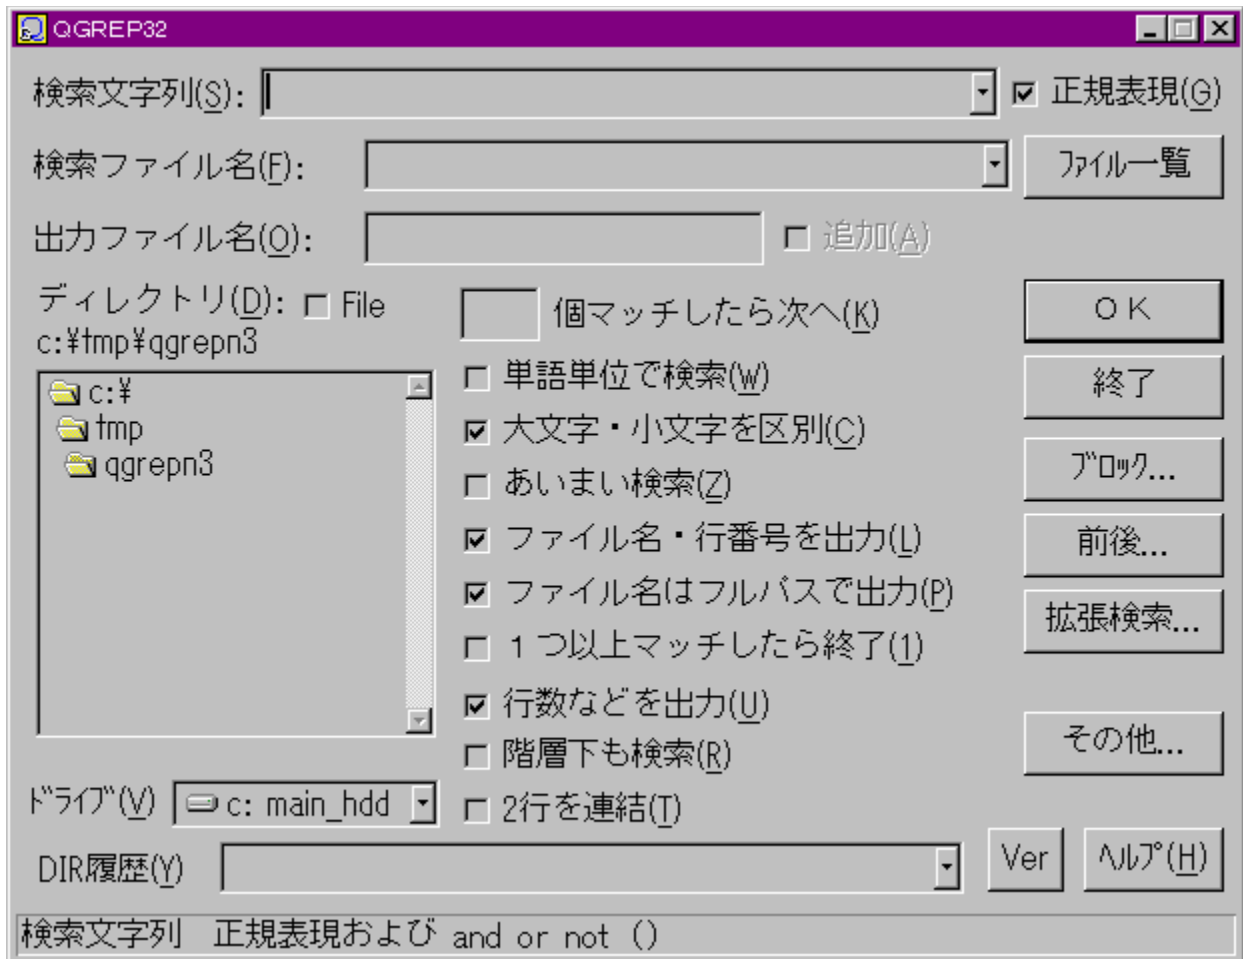 QGREP32
検索文字列(S): 正規表現(G)
検索ファイル名(F): ﾌｧｲﾙ一覧
出力ファイル名(O): 追加(A)
ディレクトリ(D): File
c:¥tmp¥qgrepn3
c:¥
tmp
qgrepn3
ﾄﾞﾗｲﾌﾞ(V) c: main_hdd
個マッチしたら次へ(K)
単語単位で検索(W)
大文字・小文字を区別(C)
あいまい検索(Z)
ファイル名・行番号を出力(L)
ファイル名はフルパスで出力(P)
１つ以上マッチしたら終了(1)
行数などを出力(U)
階層下も検索(R)
2行を連結(T)
ＯＫ
終了
ﾌﾞﾛｯｸ...
前後...
拡張検索...
その他...
DIR履歴(Y) Ver ﾍﾙﾌﾟ(H)
検索文字列　正規表現および and or not ()